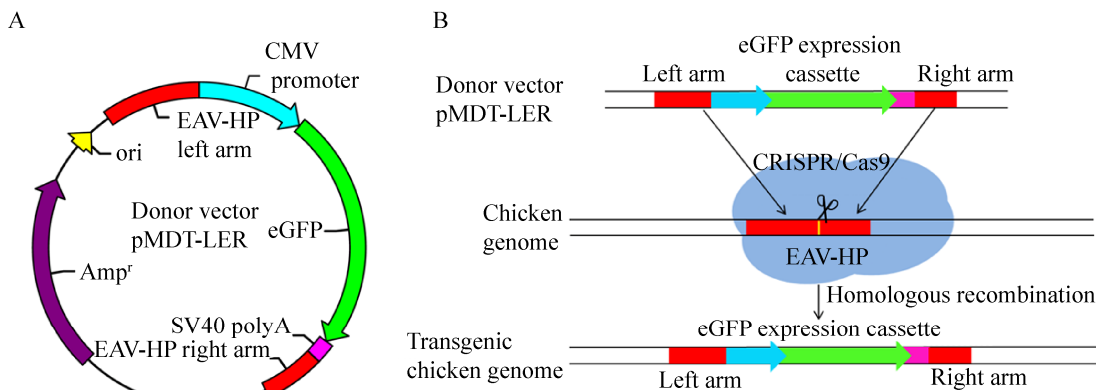 A
CMV
promoter
EAV-HP
left arm
ori
Donor vector
pMDT-LER
eGFP
Ampʳ
SV40 polyA
EAV-HP right arm
B
eGFP expression
cassette
Left arm
Right arm
Donor vector
pMDT-LER
CRISPR/Cas9
Chicken
genome
EAV-HP
Homologous recombination
eGFP expression cassette
Transgenic
chicken genome
Left arm
Right arm